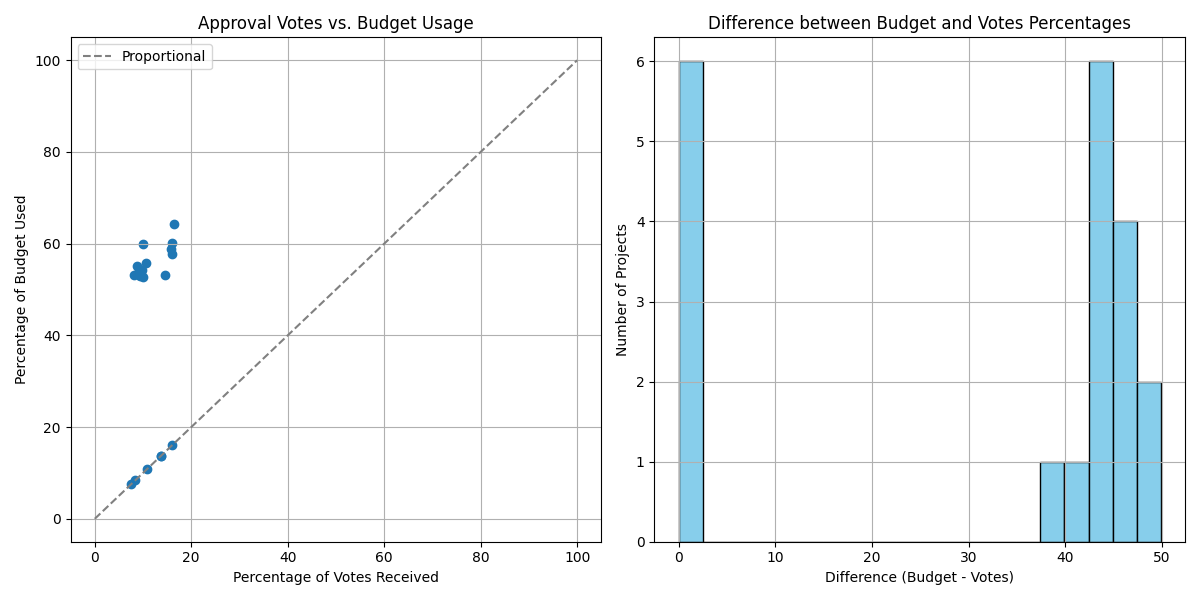 Approval Votes vs. Budget Usage
Proportional
100
80
60
40
20
0
Percentage of Budget Used
0 20 40 60 80 100
Percentage of Votes Received
Difference between Budget and Votes Percentages
6
5
4
3
2
1
0
Number of Projects
0 10 20 30 40 50
Difference (Budget - Votes)